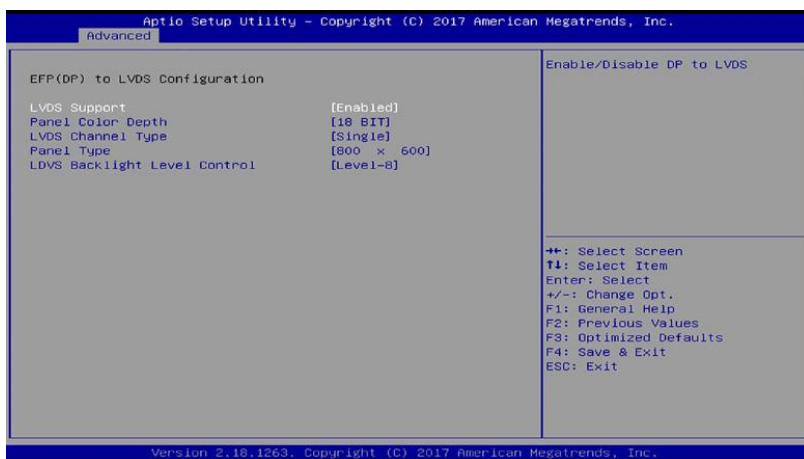 Aptio Setup Utility – Copyright (C) 2017 American Megatrends, Inc.
Advanced
EFP(DP) to LVDS Configuration
LVDS Support [Enabled]
Panel Color Depth [18 BIT]
LVDS Channel Type [Single]
Panel Type [800 x 600]
LDVS Backlight Level Control [Level-8]
Enable/Disable DP to LVDS
→←: Select Screen
↑↓: Select Item
Enter: Select
+/-: Change Opt.
F1: General Help
F2: Previous Values
F3: Optimized Defaults
F4: Save & Exit
ESC: Exit
Version 2.18.1263. Copyright (C) 2017 American Megatrends, Inc.